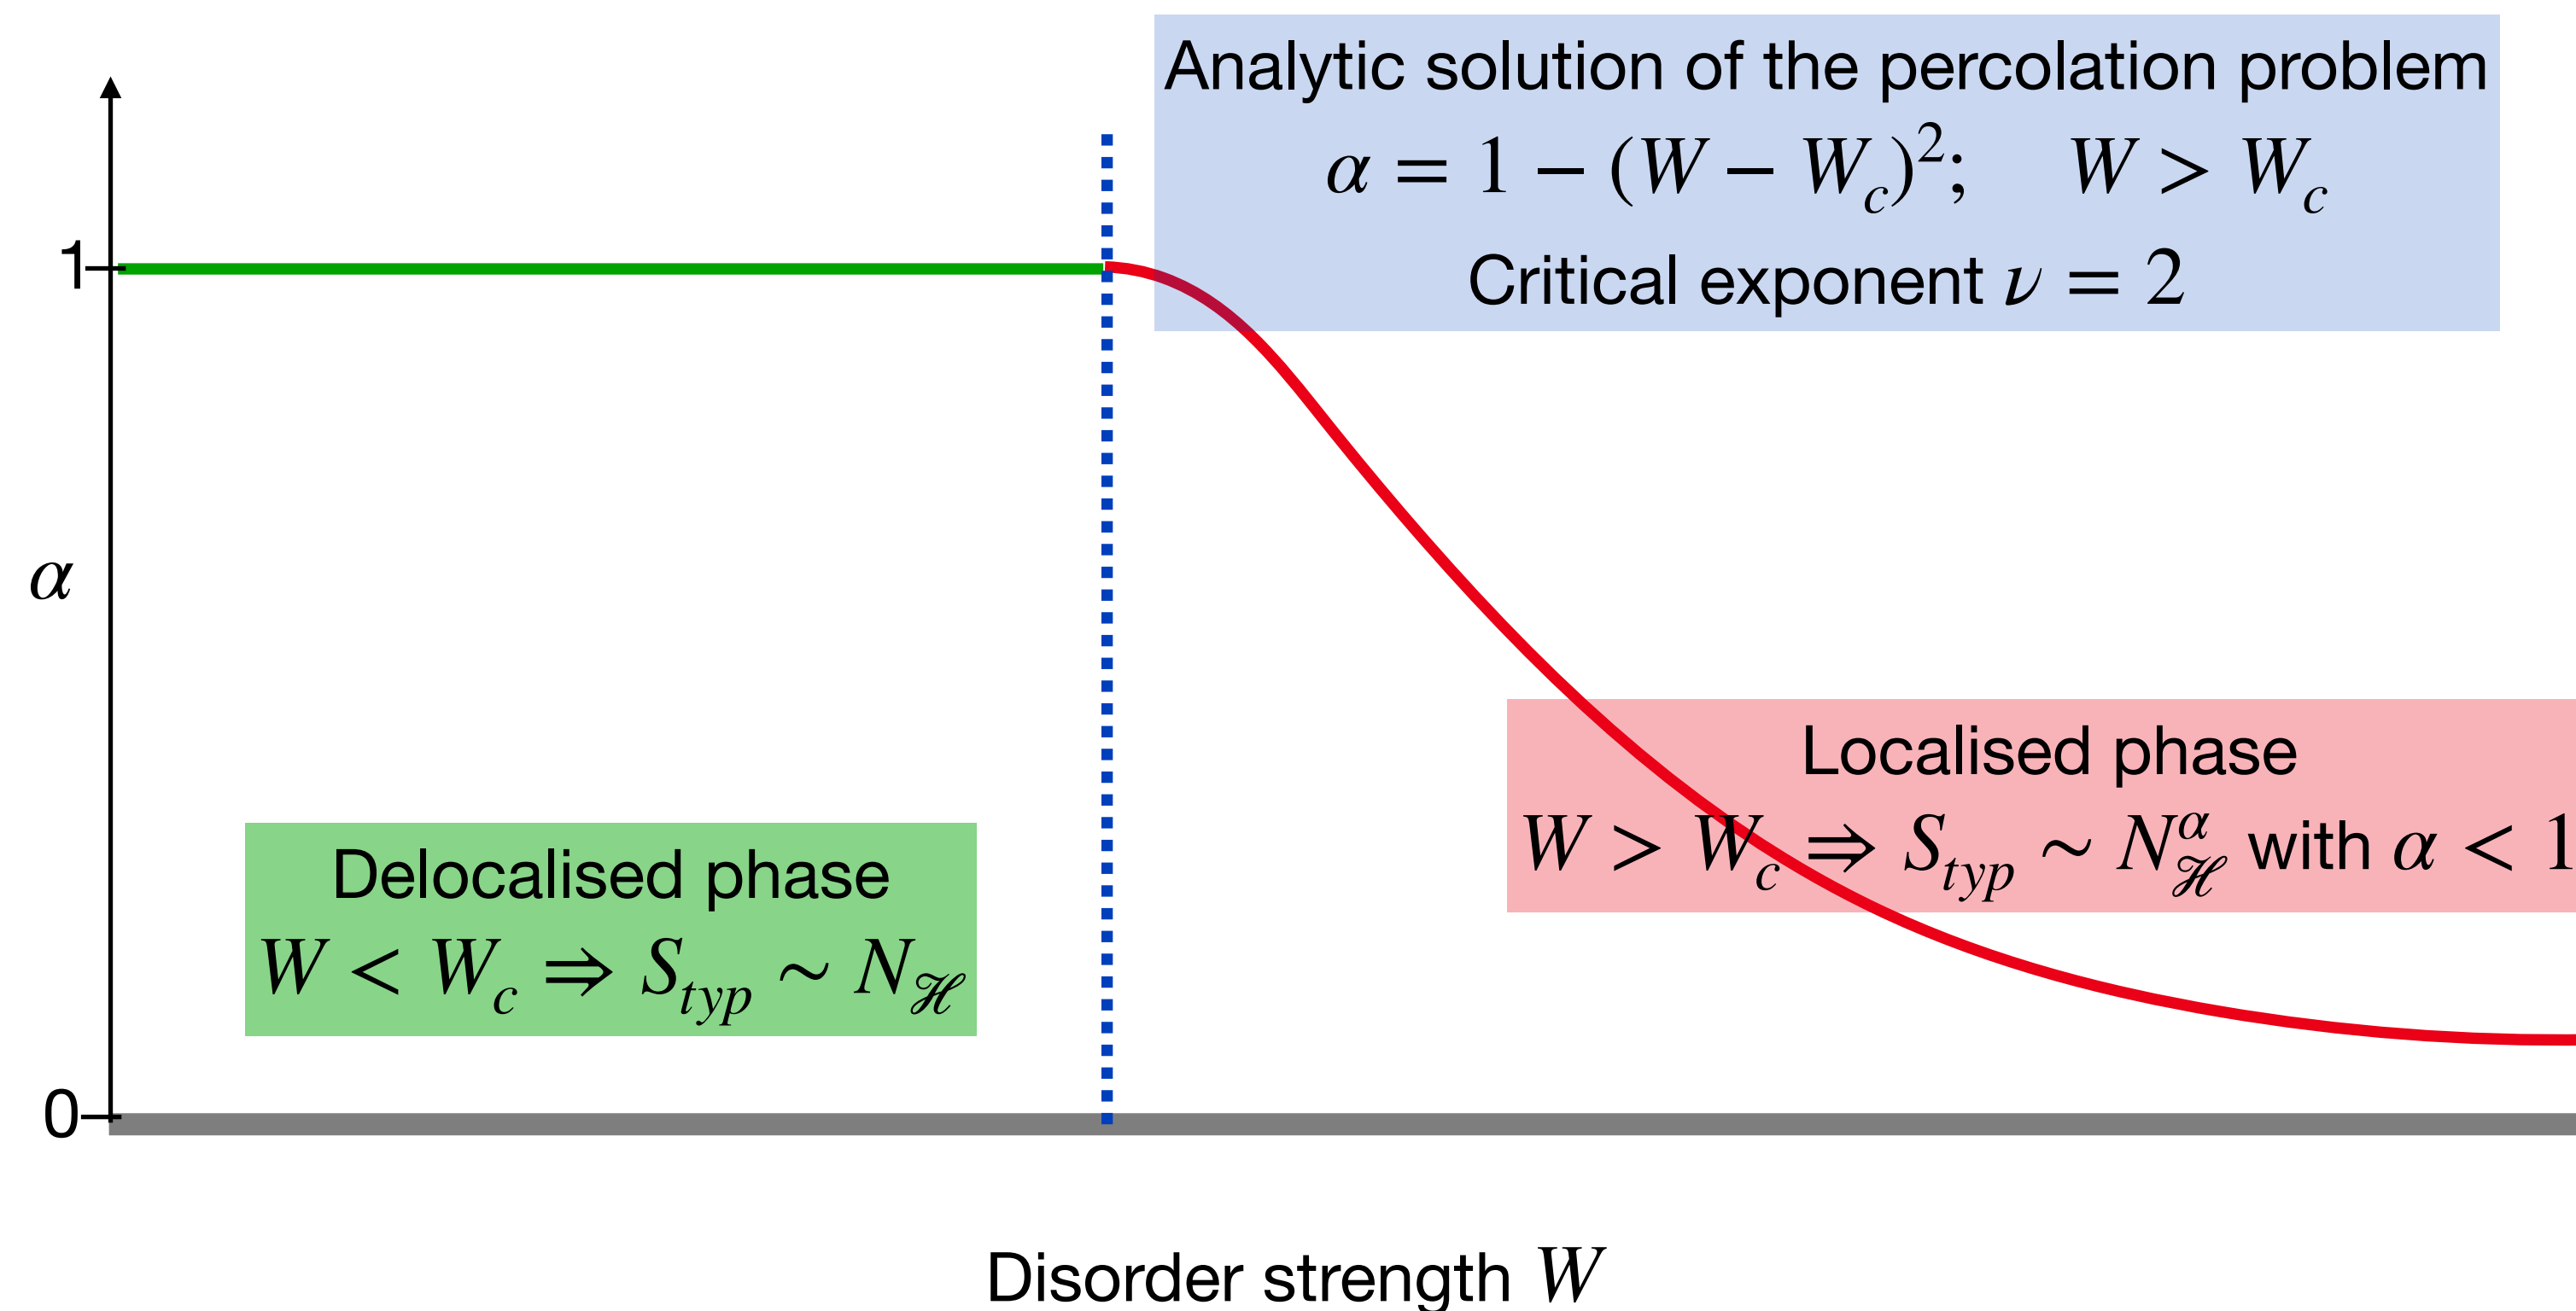 Analytic solution of the percolation problem
α = 1 − (W − W_c)²; W > W_c
Critical exponent ν = 2
1
α
Localised phase
W > W_c ⇒ S_typ ∼ N_ℋ^α with α < 1
Delocalised phase
W < W_c ⇒ S_typ ∼ N_ℋ
0
Disorder strength W